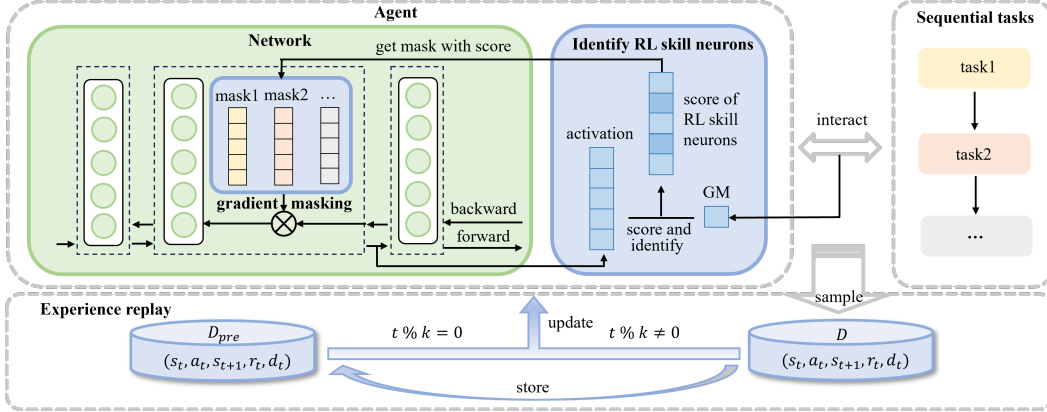 Agent
Network
get mask with score
mask1 mask2 ...
gradient masking
backward
forward
Identify RL skill neurons
activation
score of
RL skill
neurons
GM
score and
identify
interact
Sequential tasks
task1
task2
...
sample
Experience replay
D_pre
(s_t, a_t, s_{t+1}, r_t, d_t)
t % k = 0
update
t % k ≠ 0
store
D
(s_t, a_t, s_{t+1}, r_t, d_t)